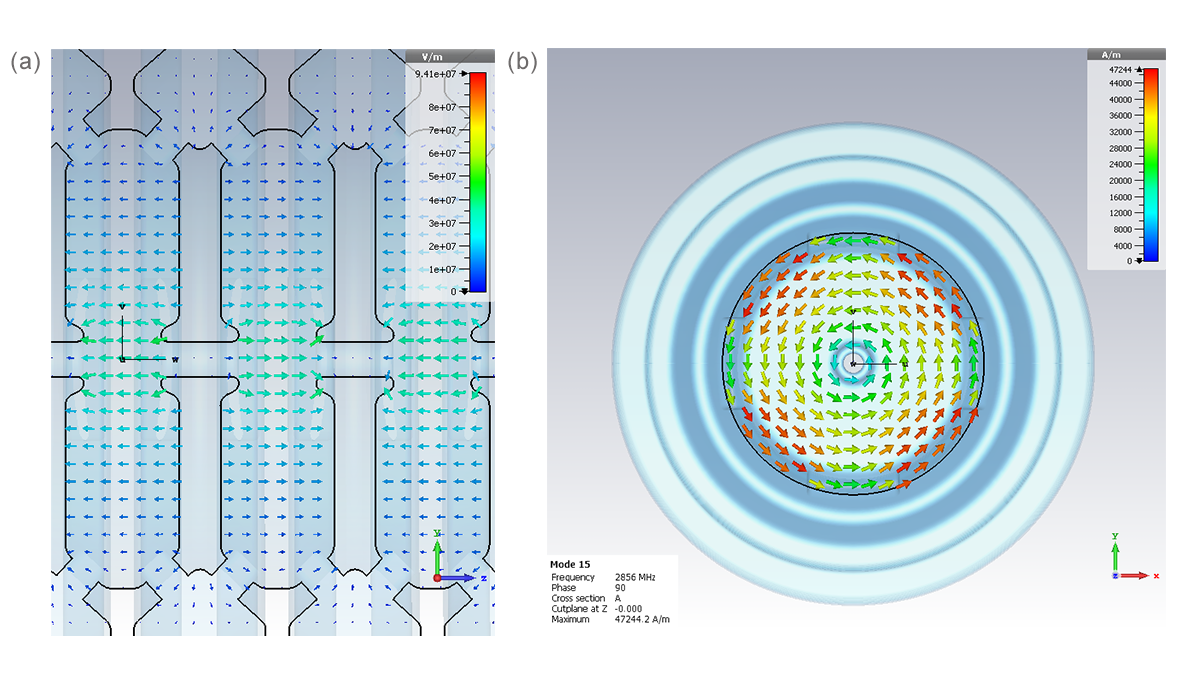 (a)
V/m
9.41e+07
8e+07
7e+07
6e+07
5e+07
4e+07
3e+07
2e+07
1e+07
0
v
u
w
y
z
(b)
A/m
47244
44000
40000
36000
32000
28000
24000
20000
16000
12000
8000
4000
0
v
w
u
Y
z
x
Mode 15
Frequency 2856 MHz
Phase 90
Cross section A
Cutplane at Z -0.000
Maximum 47244.2 A/m